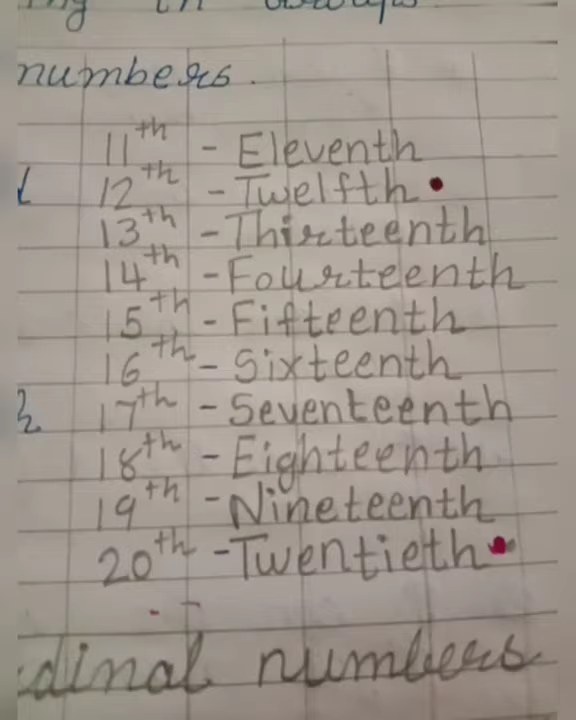 numbers.
11th - Eleventh
12th - Twelfth
13th - Thirteenth
14th - Fourteenth
15th - Fifteenth
16th - Sixteenth
17th - Seventeenth
18th - Eighteenth
19th - Nineteenth
20th - Twentieth
dinal numbers